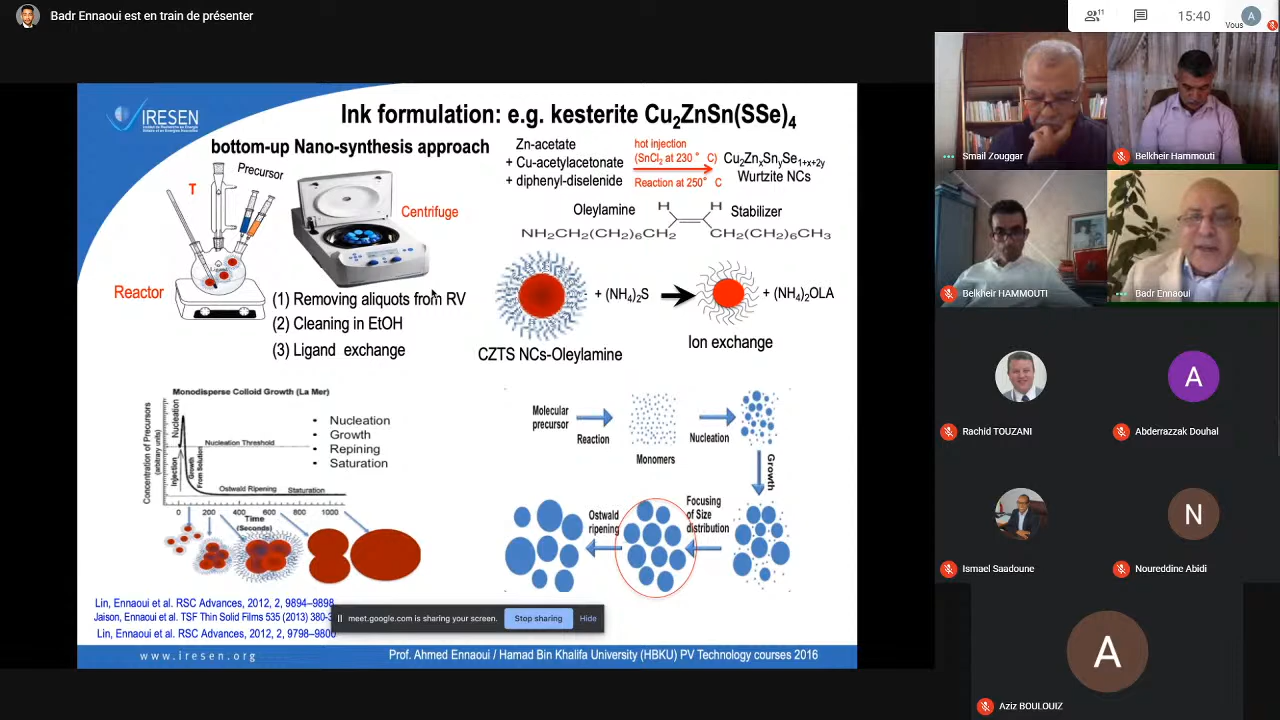 Badr Ennaoui est en train de présenter
11
15:40
A
Vous
IRESEN
Ink formulation: e.g. kesterite Cu2ZnSn(SSe)4
bottom-up Nano-synthesis approach
Precursor
T
Centrifuge
Reactor
(1) Removing aliquots from RV
(2) Cleaning in EtOH
(3) Ligand exchange
Zn-acetate
+ Cu-acetylacetonate
+ diphenyl-diselenide
hot injection
(SnCl2 at 230 ° C)
Reaction at 250° C
Cu2ZnxSnySe1+x+2y
Wurtzite NCs
Oleylamine
H H
Stabilizer
NH2CH2(CH2)6CH2 CH2(CH2)6CH3
+ (NH4)2S
+ (NH4)2OLA
CZTS NCs-Oleylamine
Ion exchange
Monodisperse Colloid Growth (La Mer)
Concentration of Precursors
(arbitrary units)
Nucleation
Injection
Growth
From Solution
Nucleation Threshold
Ostwald Ripening
Staturation
0 200 400 600 800 1000
Time
(Seconds)
• Nucleation
• Growth
• Repining
• Saturation
Molecular
precursor
Reaction
Monomers
Nucleation
Growth
Focusing
of Size
distribution
Ostwald
ripening
Lin, Ennaoui et al. RSC Advances, 2012, 2, 9894–9898
Jaison, Ennaoui et al. TSF Thin Solid Films 535 (2013) 380-3
Lin, Ennaoui et al. RSC Advances, 2012, 2, 9798–9800
meet.google.com is sharing your screen.
Stop sharing
Hide
www.iresen.org
Prof. Ahmed Ennaoui / Hamad Bin Khalifa University (HBKU) PV Technology courses 2016
Smail Zouggar
Belkheir Hammouti
Belkheir HAMMOUTI
Badr Ennaoui
Rachid TOUZANI
A
Abderrazzak Douhal
Ismael Saadoune
N
Noureddine Abidi
A
Aziz BOULOUIZ